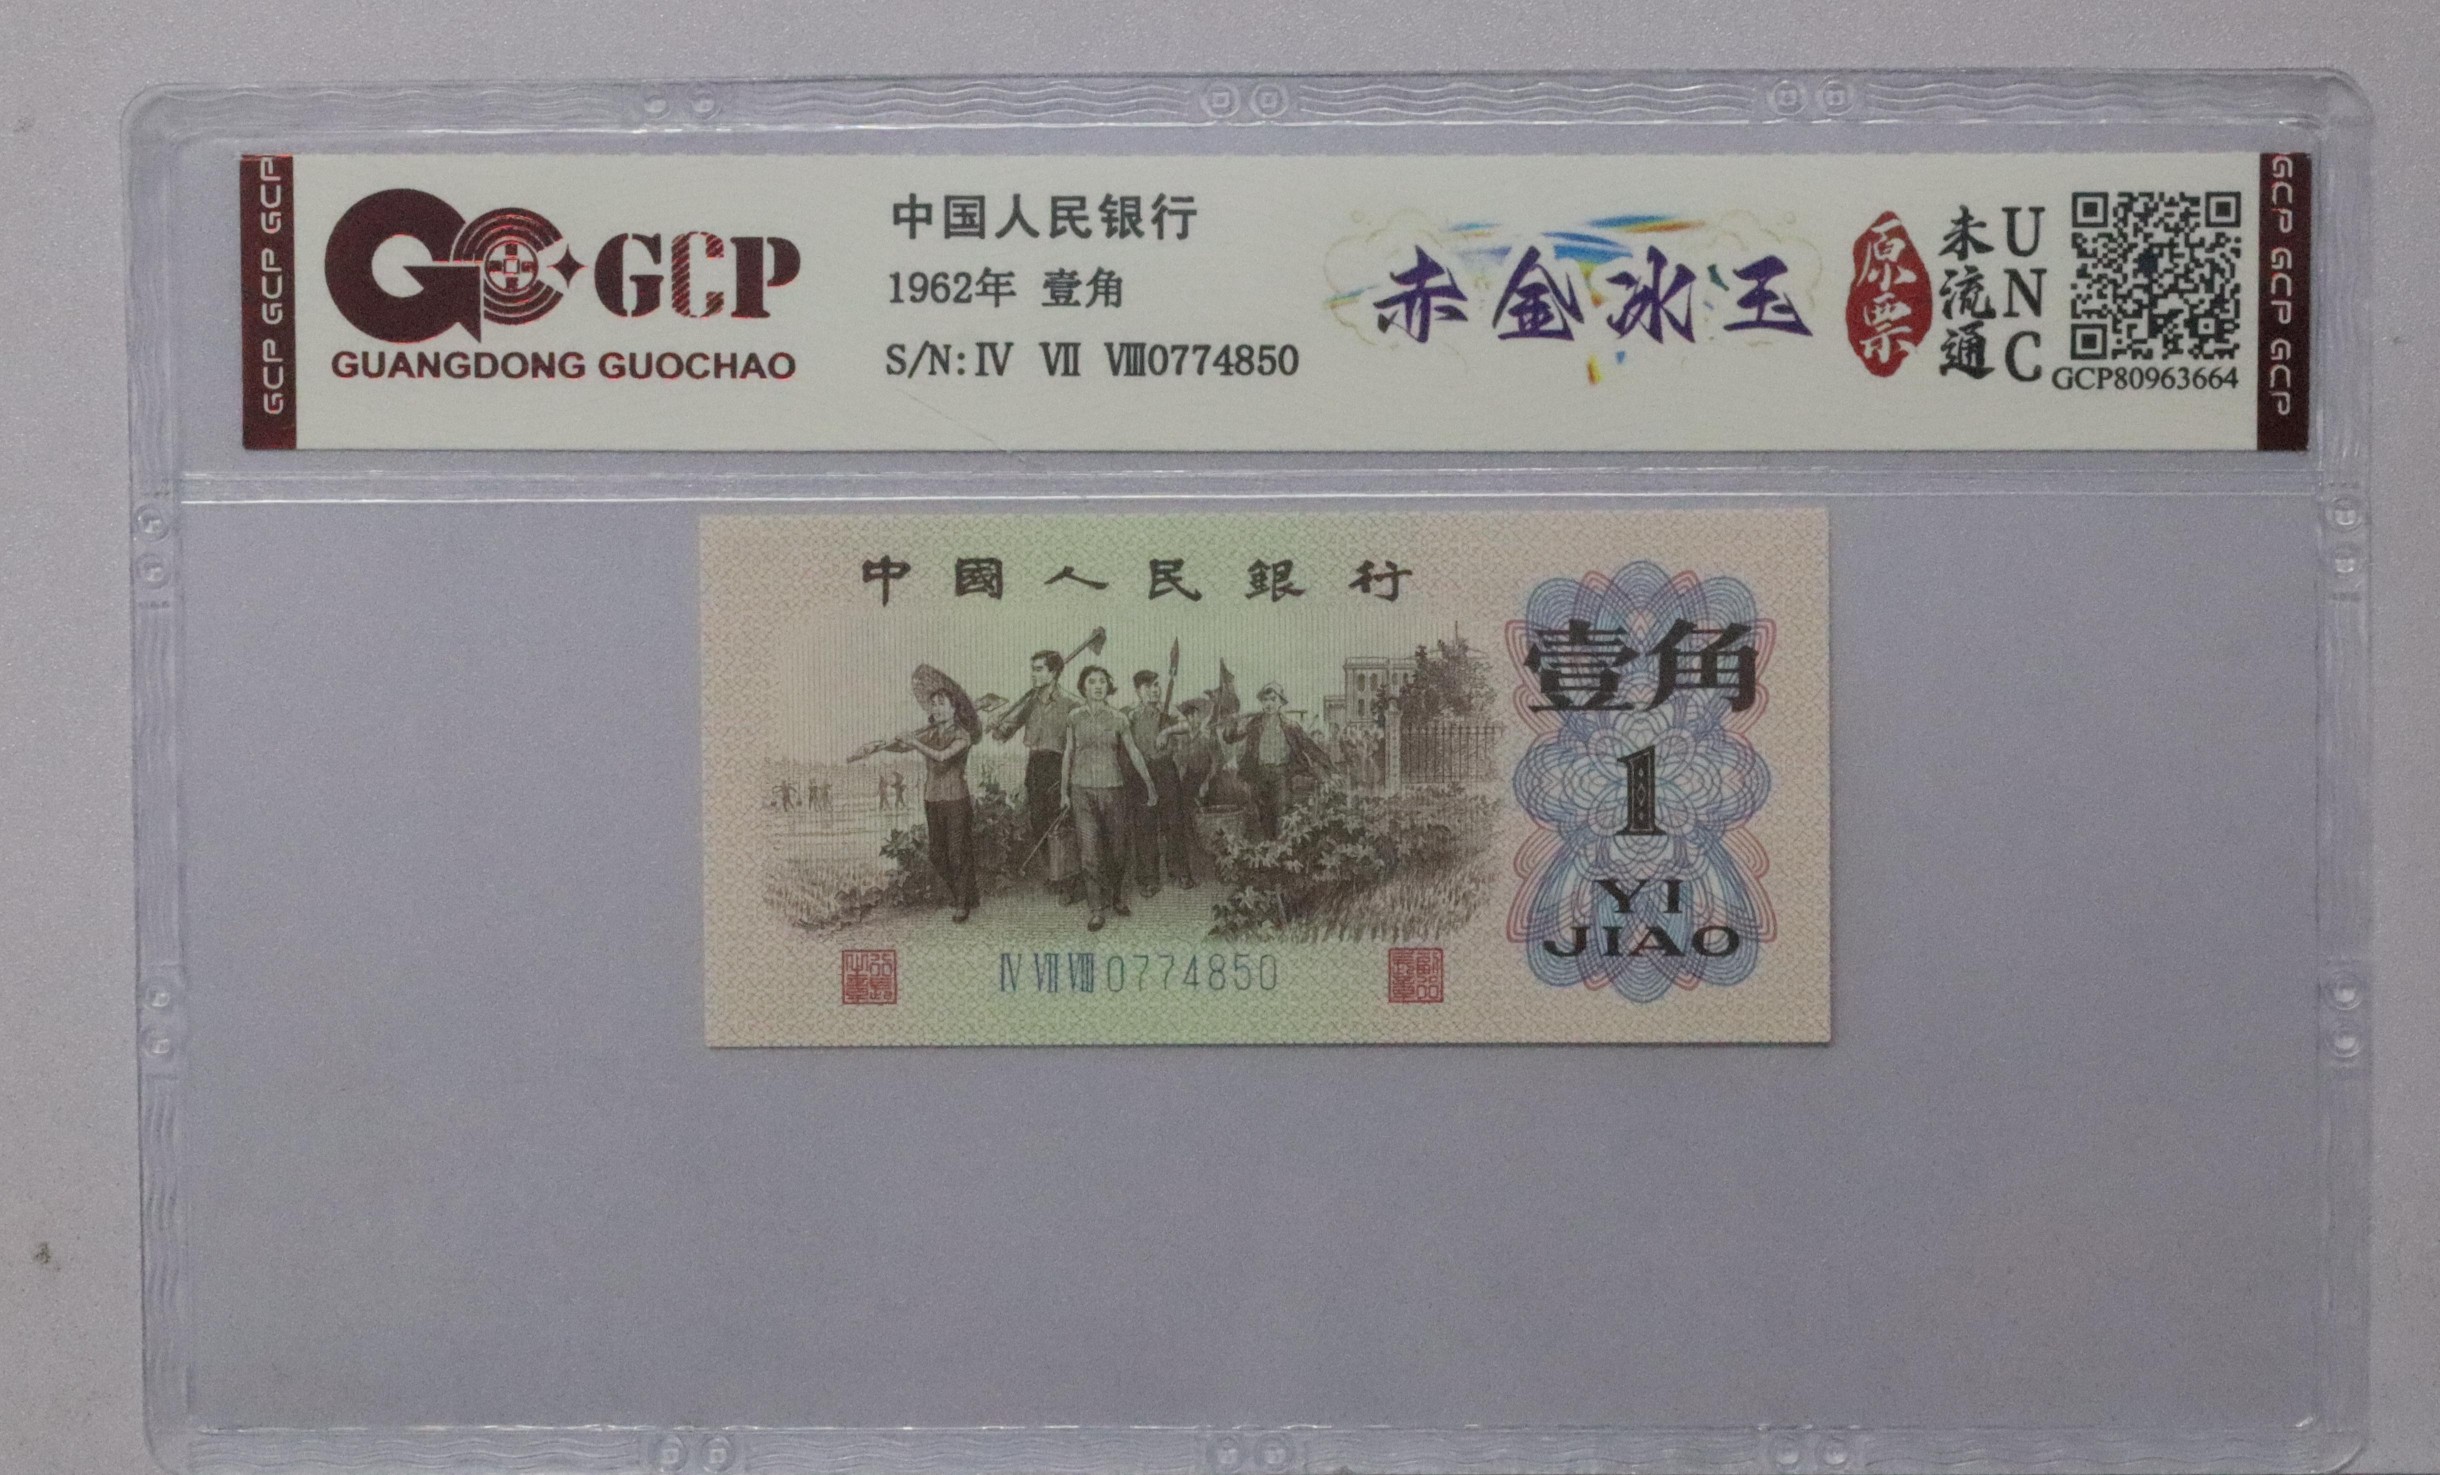 GCP GCP GCP
GCP
GUANGDONG GUOCHAO
中国人民银行
1962年 壹角
S/N: Ⅳ Ⅶ Ⅷ0774850
赤金冰玉
原票
未流通
UNC
GCP80963664
GCP GCP GCP
中國人民銀行
壹角
1
YI
JIAO
Ⅳ Ⅶ Ⅷ 0774850